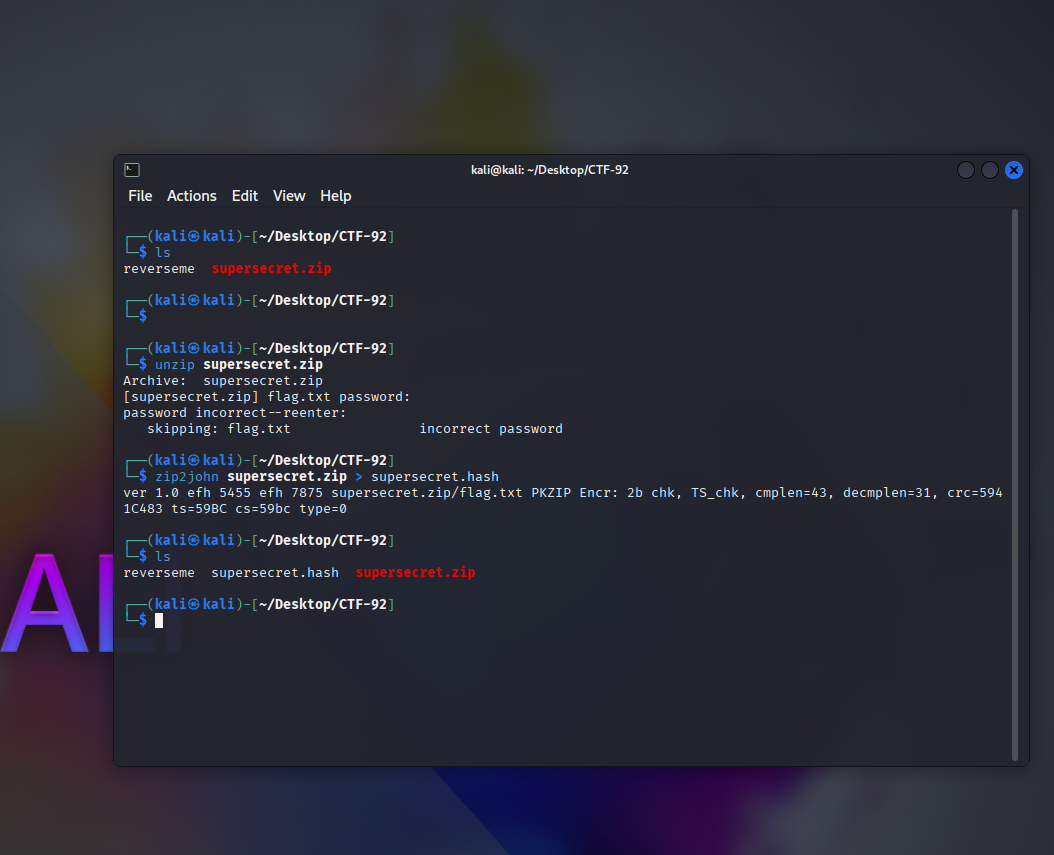 kali@kali: ~/Desktop/CTF-92
File Actions Edit View Help
┌──(kali㉿kali)-[~/Desktop/CTF-92]
└─$ ls
reverseme  supersecret.zip
┌──(kali㉿kali)-[~/Desktop/CTF-92]
└─$
┌──(kali㉿kali)-[~/Desktop/CTF-92]
└─$ unzip supersecret.zip
Archive:  supersecret.zip
[supersecret.zip] flag.txt password:
password incorrect--reenter:
   skipping: flag.txt                incorrect password
┌──(kali㉿kali)-[~/Desktop/CTF-92]
└─$ zip2john supersecret.zip > supersecret.hash
ver 1.0 efh 5455 efh 7875 supersecret.zip/flag.txt PKZIP Encr: 2b chk, TS_chk, cmplen=43, decmplen=31, crc=594
1C483 ts=59BC cs=59bc type=0
┌──(kali㉿kali)-[~/Desktop/CTF-92]
└─$ ls
reverseme  supersecret.hash  supersecret.zip
┌──(kali㉿kali)-[~/Desktop/CTF-92]
└─$